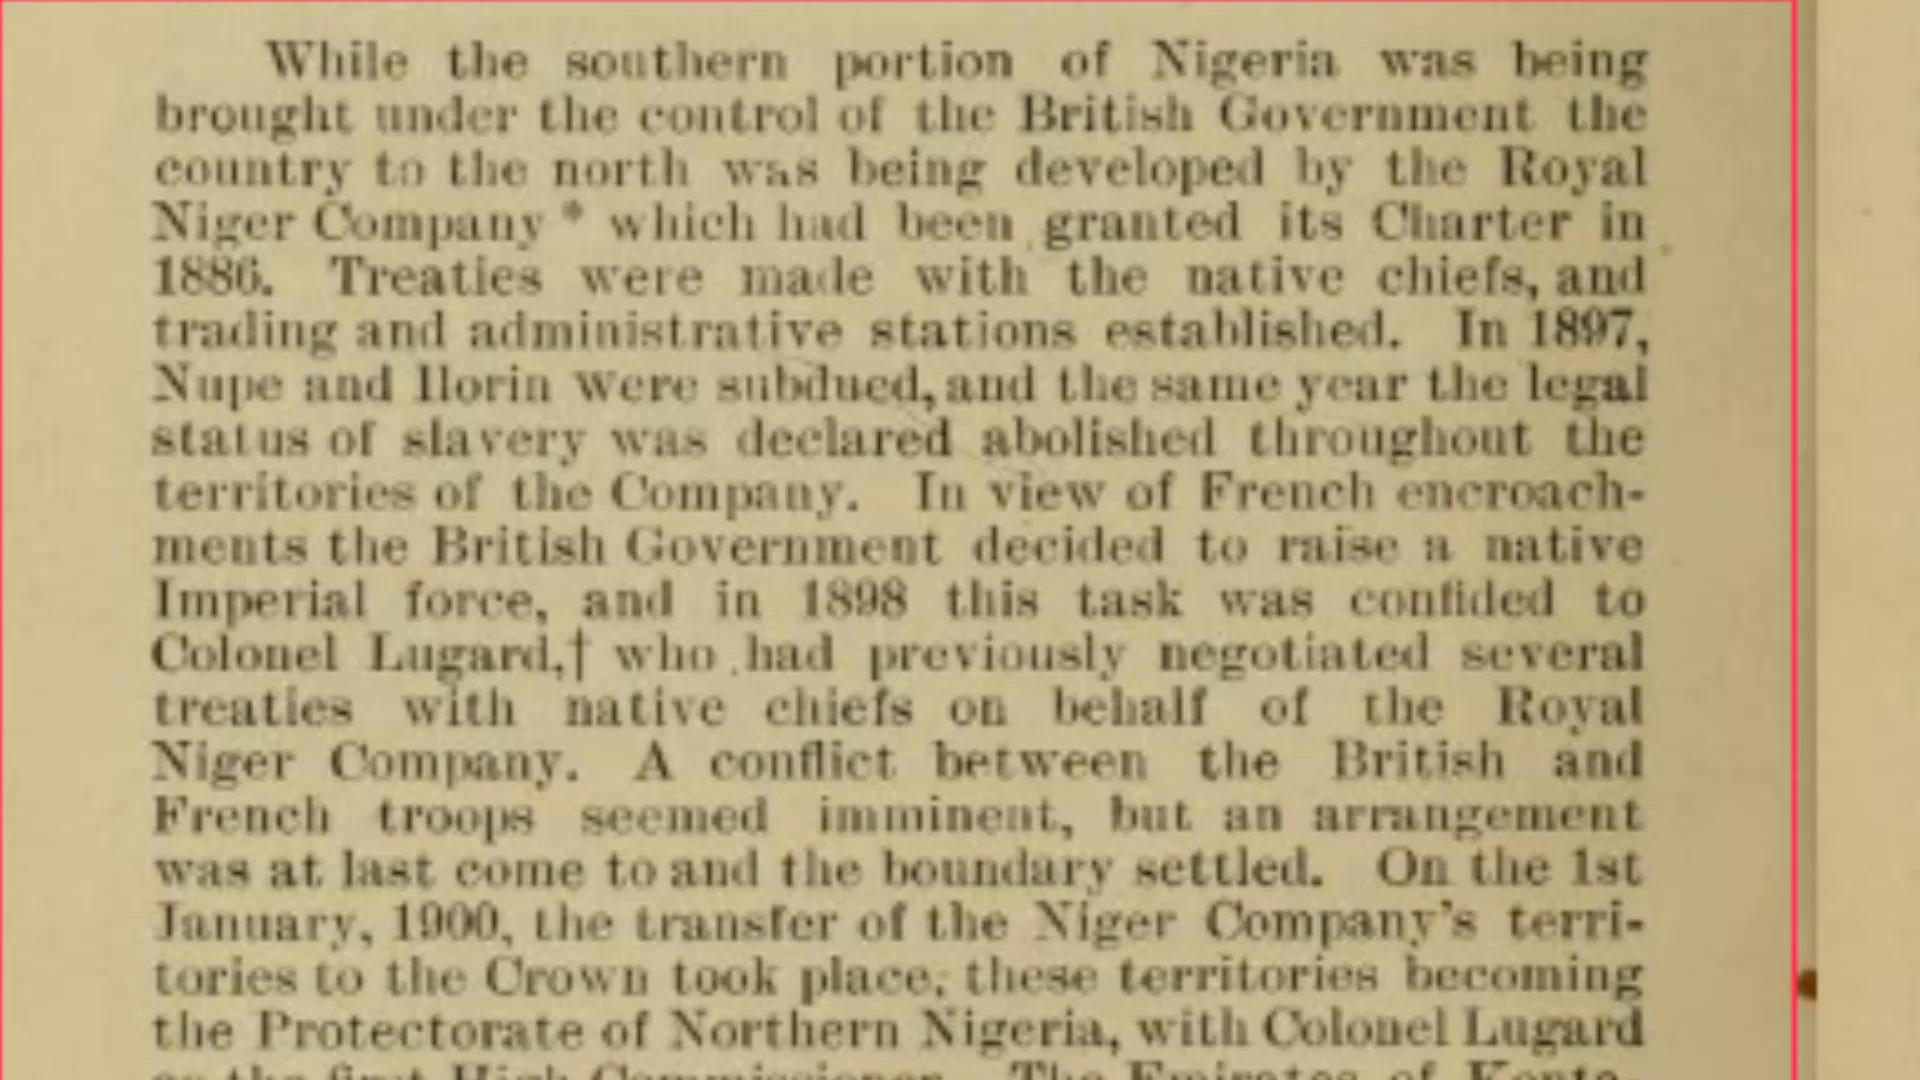 While the southern portion of Nigeria was being
brought under the control of the British Government the
country to the north was being developed by the Royal
Niger Company * which had been granted its Charter in
1886. Treaties were made with the native chiefs, and
trading and administrative stations established. In 1897,
Nupe and Ilorin were subdued, and the same year the legal
status of slavery was declared abolished throughout the
territories of the Company. In view of French encroach-
ments the British Government decided to raise a native
Imperial force, and in 1898 this task was confided to
Colonel Lugard,† who had previously negotiated several
treaties with native chiefs on behalf of the Royal
Niger Company. A conflict between the British and
French troops seemed imminent, but an arrangement
was at last come to and the boundary settled. On the 1st
January, 1900, the transfer of the Niger Company's terri-
tories to the Crown took place, these territories becoming
the Protectorate of Northern Nigeria, with Colonel Lugard
as the first High Commissioner. The Emirates of